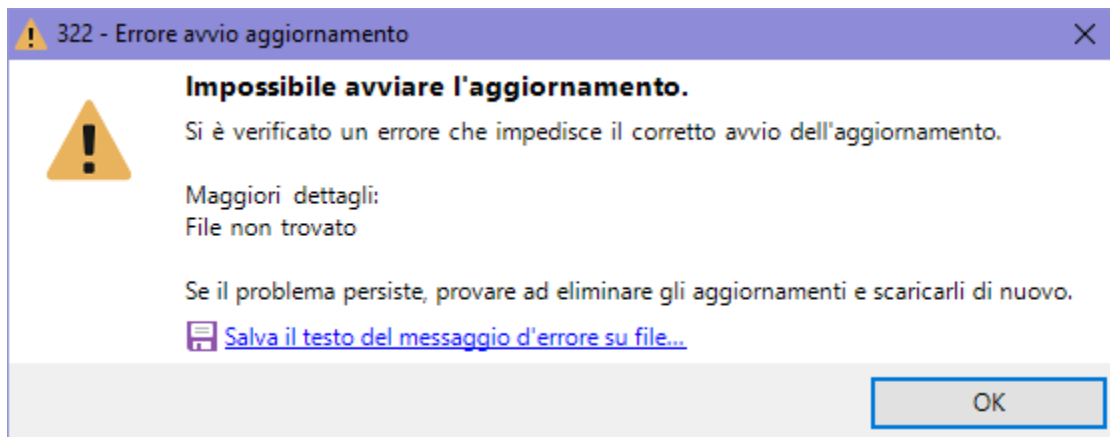 322 - Errore avvio aggiornamento
Impossibile avviare l'aggiornamento.
Si è verificato un errore che impedisce il corretto avvio dell'aggiornamento.
Maggiori dettagli:
File non trovato
Se il problema persiste, provare ad eliminare gli aggiornamenti e scaricarli di nuovo.
Salva il testo del messaggio d'errore su file...
OK